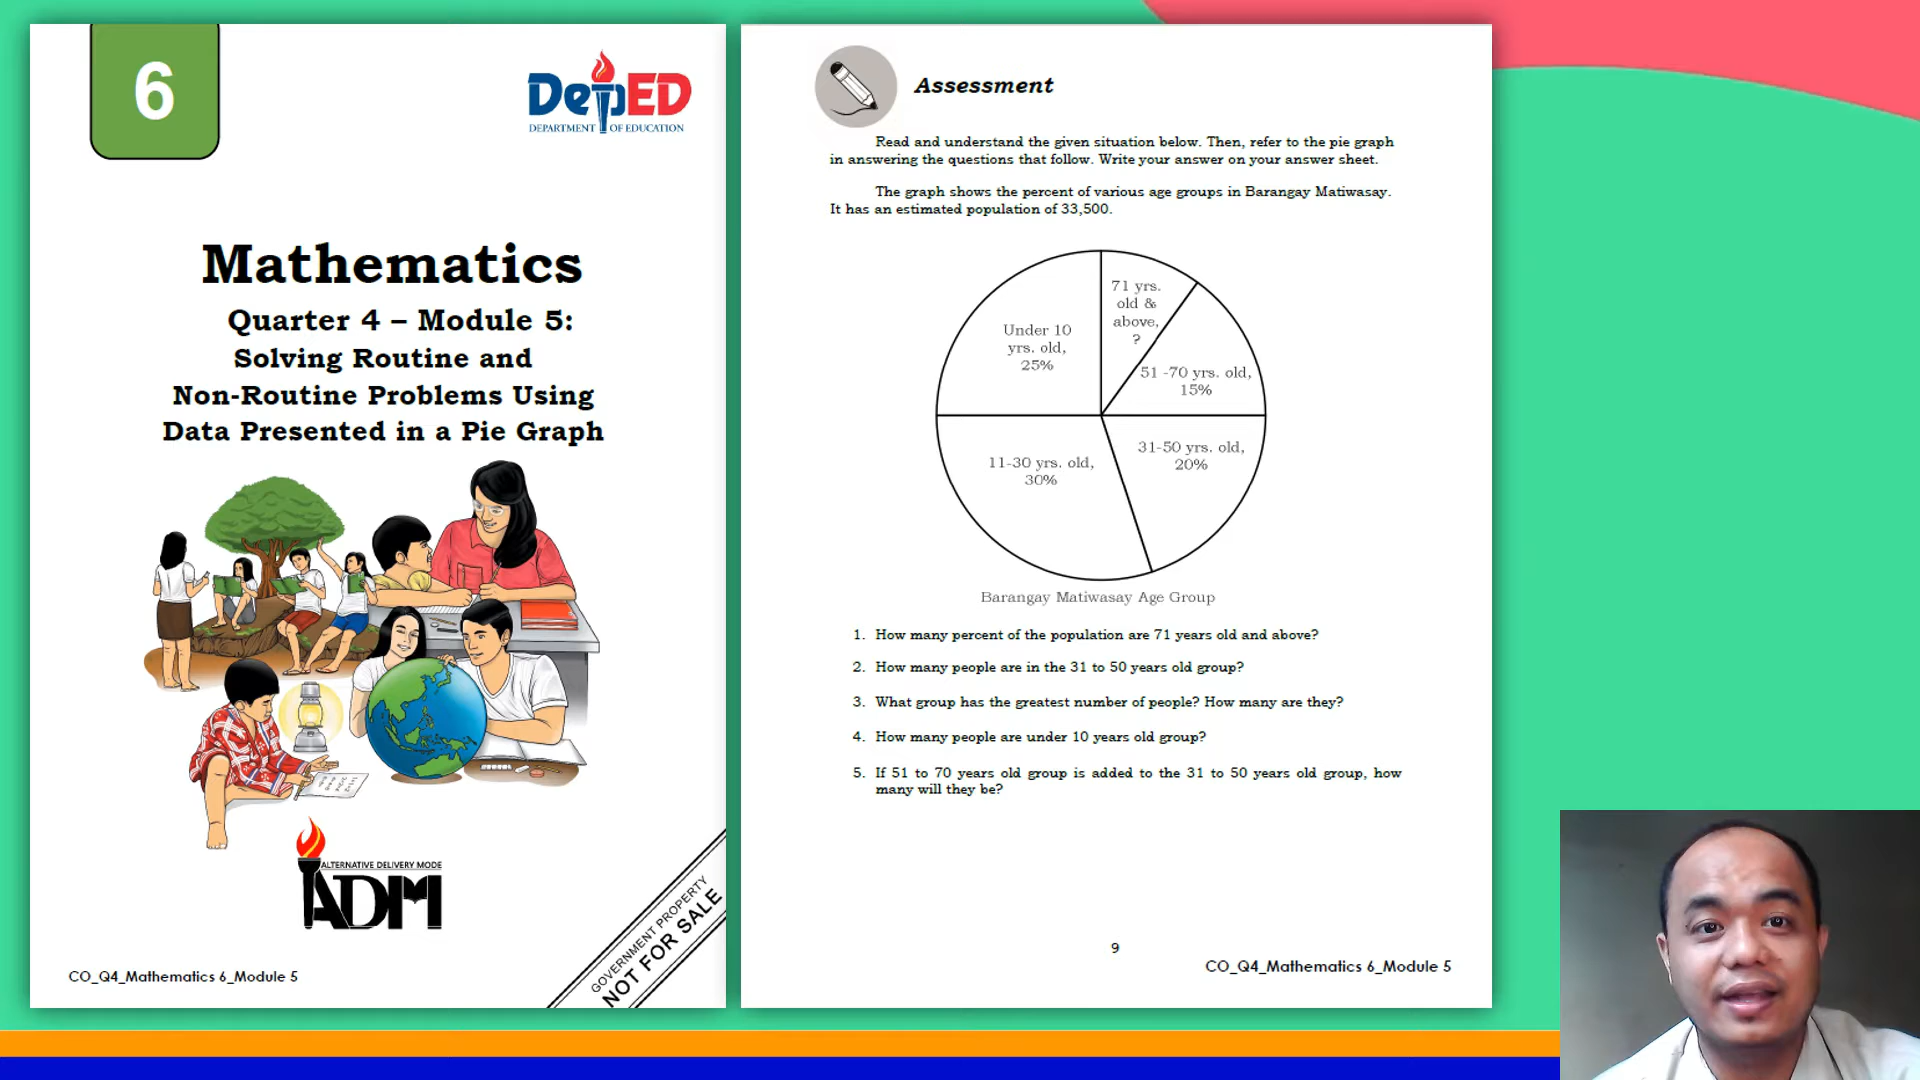 6
DepED
DEPARTMENT OF EDUCATION
Mathematics
Quarter 4 – Module 5:
Solving Routine and
Non-Routine Problems Using
Data Presented in a Pie Graph
ALTERNATIVE DELIVERY MODE
ADM
GOVERNMENT PROPERTY
NOT FOR SALE
CO_Q4_Mathematics 6_Module 5
Assessment
Read and understand the given situation below. Then, refer to the pie graph
in answering the questions that follow. Write your answer on your answer sheet.
The graph shows the percent of various age groups in Barangay Matiwasay.
It has an estimated population of 33,500.
71 yrs.
old &
above,
?
Under 10
yrs. old,
25%
51 -70 yrs. old,
15%
31-50 yrs. old,
20%
11-30 yrs. old,
30%
Barangay Matiwasay Age Group
1. How many percent of the population are 71 years old and above?
2. How many people are in the 31 to 50 years old group?
3. What group has the greatest number of people? How many are they?
4. How many people are under 10 years old group?
5. If 51 to 70 years old group is added to the 31 to 50 years old group, how
many will they be?
9
CO_Q4_Mathematics 6_Module 5